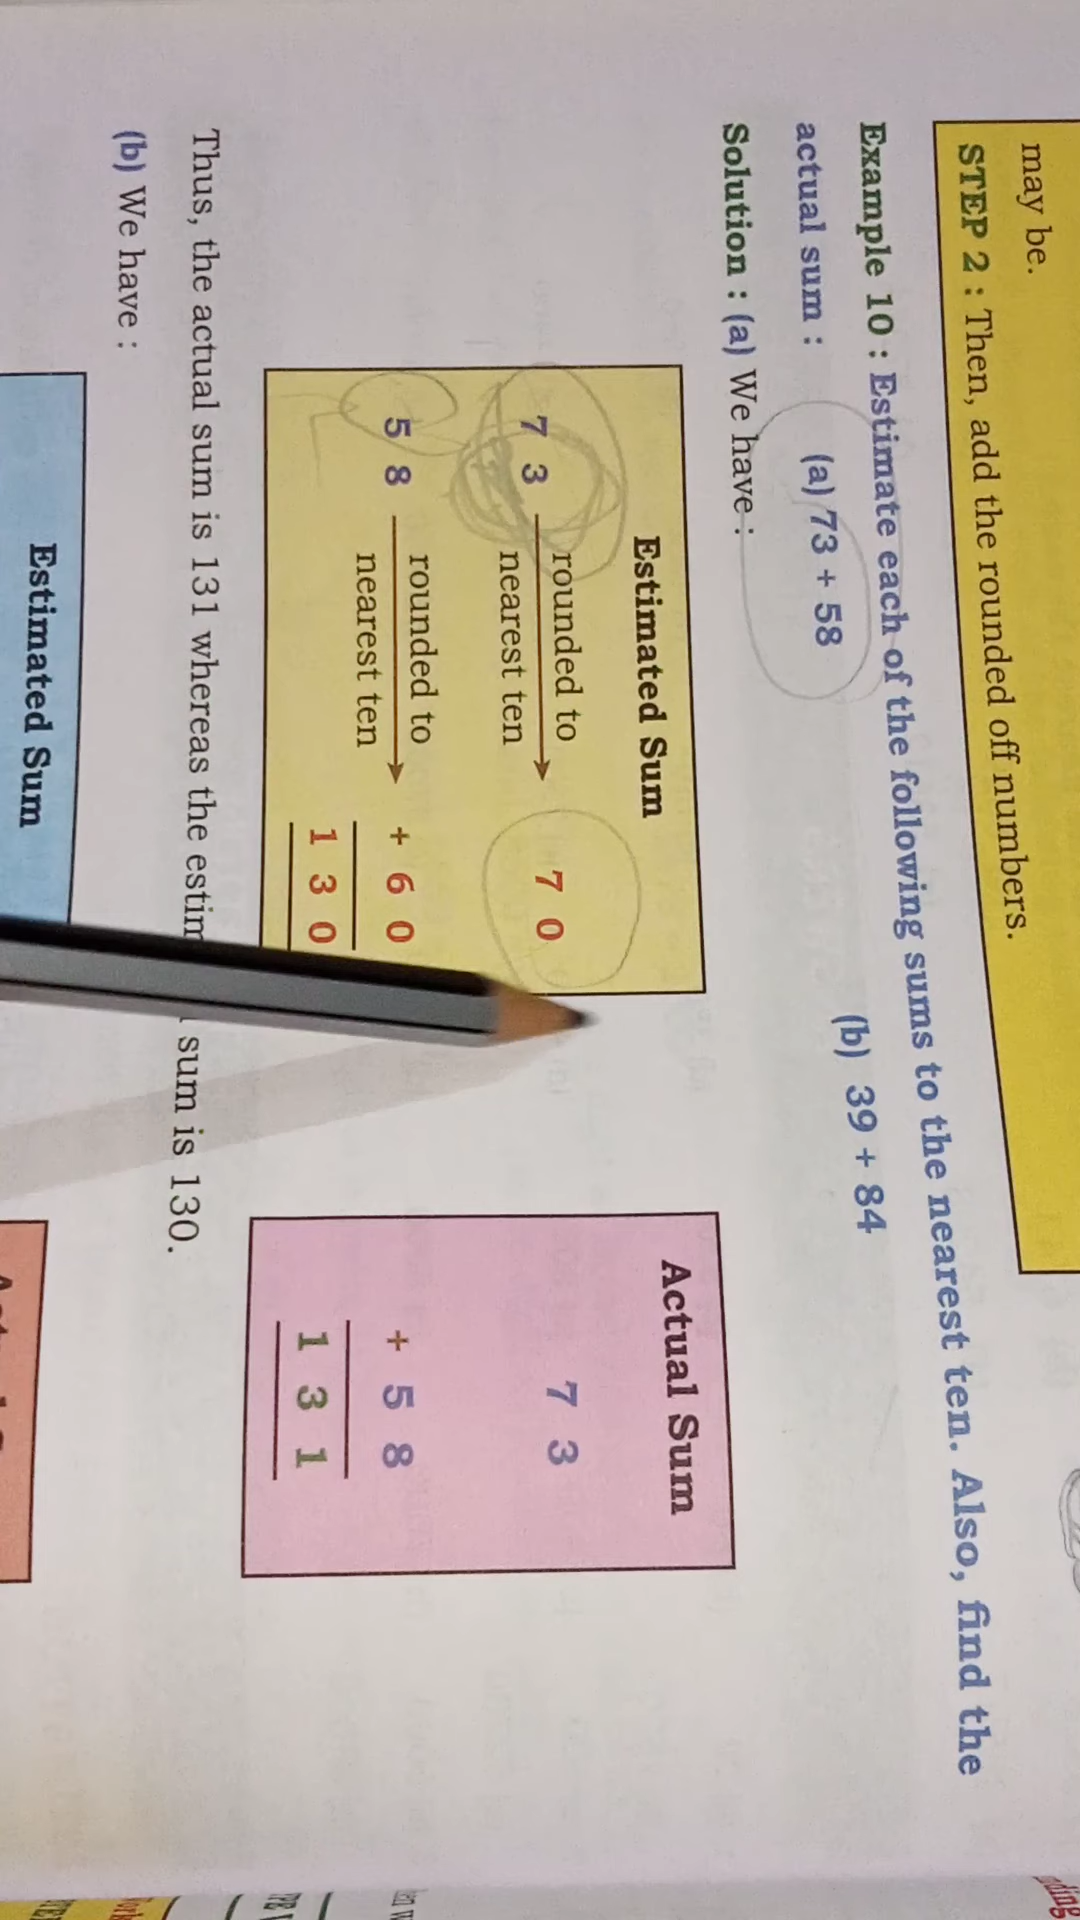 may be.
STEP 2 : Then, add the rounded off numbers.
Example 10 : Estimate each of the following sums to the nearest ten. Also, find the
actual sum : (a) 73 + 58 (b) 39 + 84
Solution : (a) We have :
Estimated Sum
7 3 rounded to nearest ten 7 0
5 8 rounded to nearest ten + 6 0
1 3 0
Actual Sum
7 3
+ 5 8
1 3 1
Thus, the actual sum is 131 whereas the sum is 130.
(b) We have :
Estimated Sum